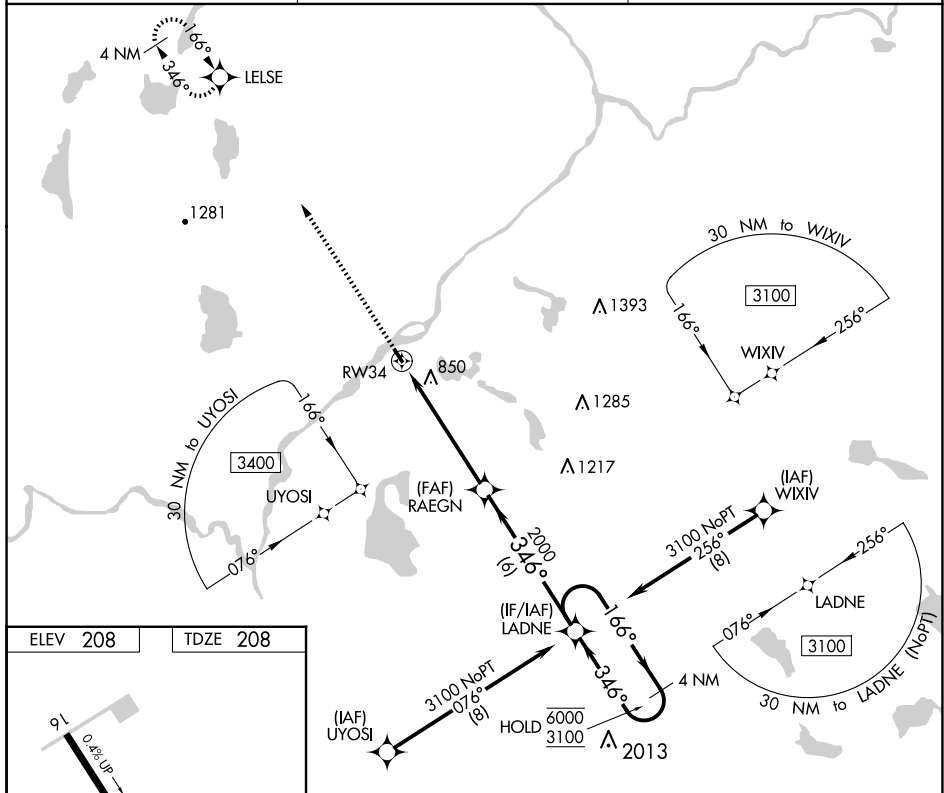 4 NM
166°
346°
LELSE
1281
30 NM to WIXIV
3100
166°
256°
WIXIV
1393
RW34
850
1285
30 NM to UYOSI
166°
3400
UYOSI
076°
1217
(FAF)
RAEGN
(IAF)
WIXIV
2000
346°
(6)
3100 NoPT
256°
(8)
256°
LADNE
076°
3100
30 NM to LADNE (NoPT)
(IF/IAF)
LADNE
166°
346°
4 NM
HOLD 6000
3100
2013
3100 NoPT
076°
(8)
(IAF)
UYOSI
ELEV 208
TDZE 208
16
0.4% UP